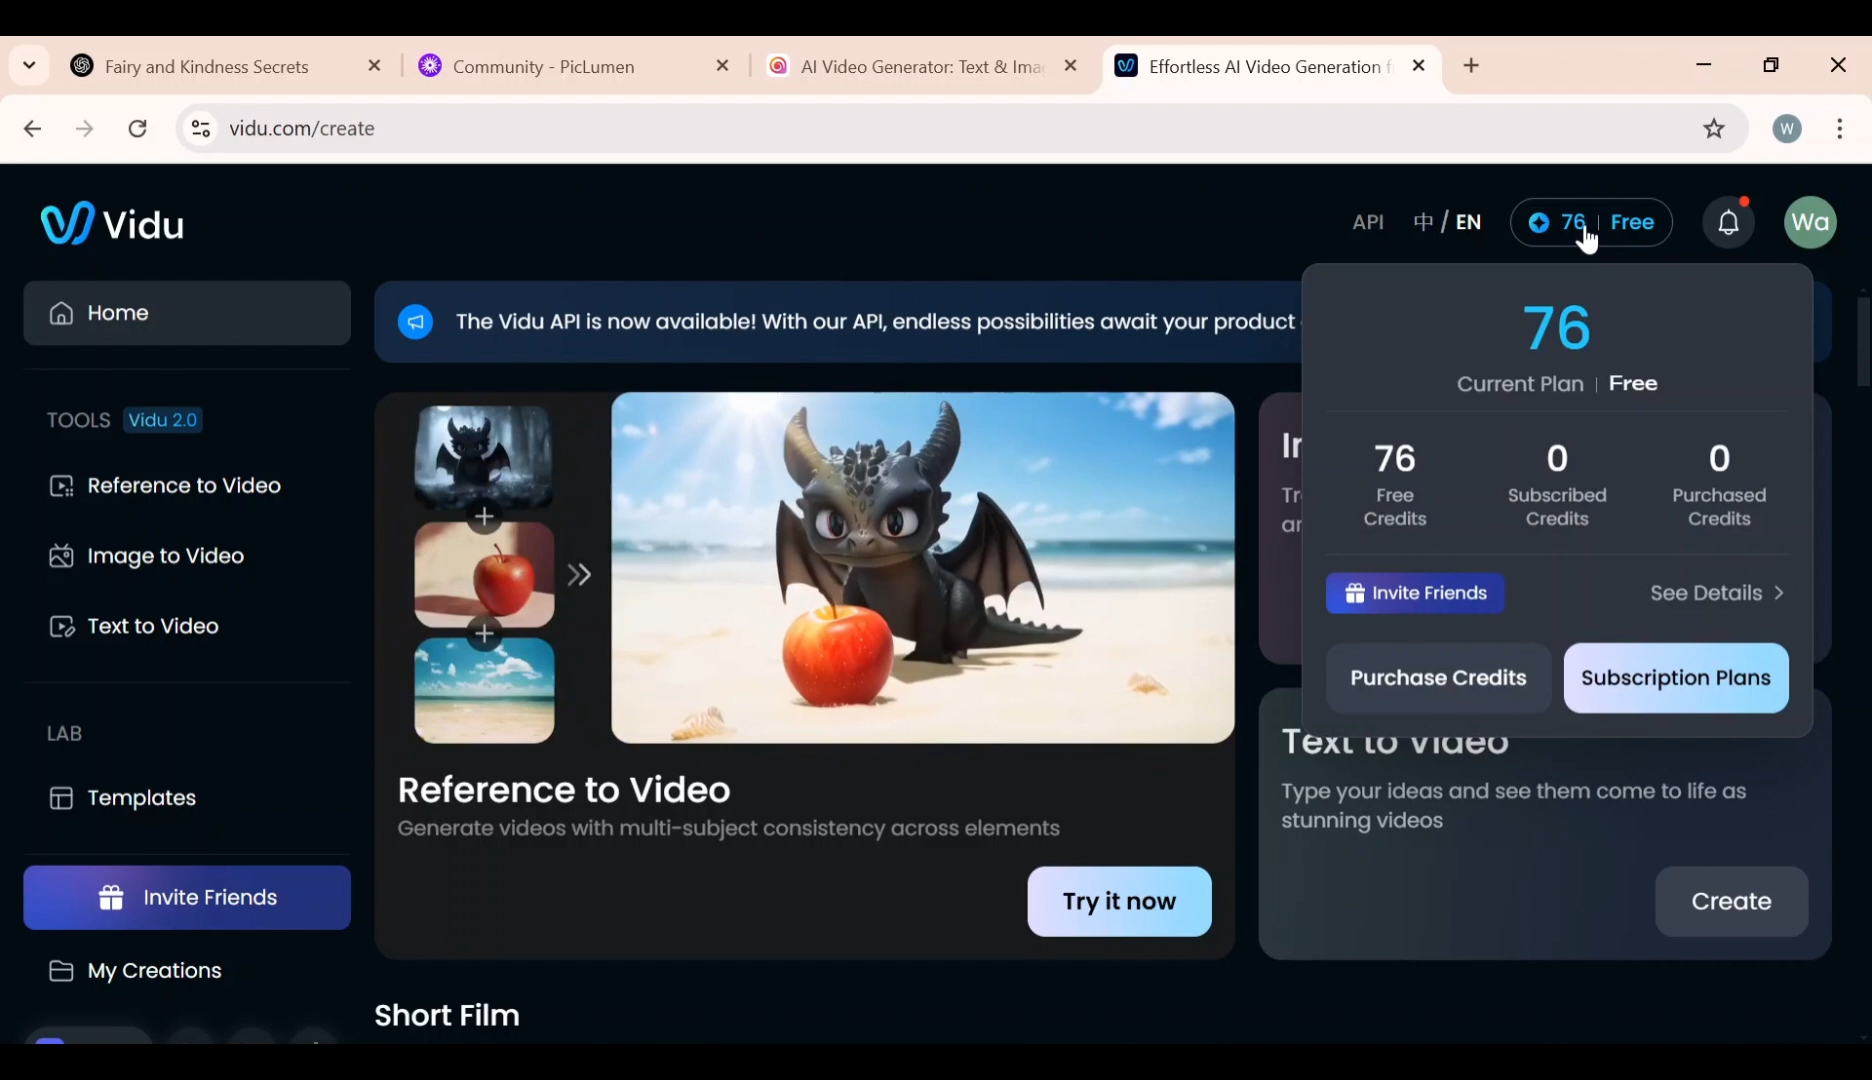 Fairy and Kindness Secrets
Community - PicLumen
AI Video Generator: Text & Ima
Effortless AI Video Generation f
vidu.com/create
W
Vidu
API
中 / EN
76 | Free
Wa
Home
The Vidu API is now available! With our API, endless possibilities await your product
76
Current Plan | Free
TOOLS Vidu 2.0
76
Free
Credits
0
Subscribed
Credits
0
Purchased
Credits
Reference to Video
Image to Video
Text to Video
Invite Friends
See Details >
Purchase Credits
Subscription Plans
LAB
Templates
Reference to Video
Generate videos with multi-subject consistency across elements
Try it now
Text to Video
Type your ideas and see them come to life as
stunning videos
Create
Invite Friends
My Creations
Short Film